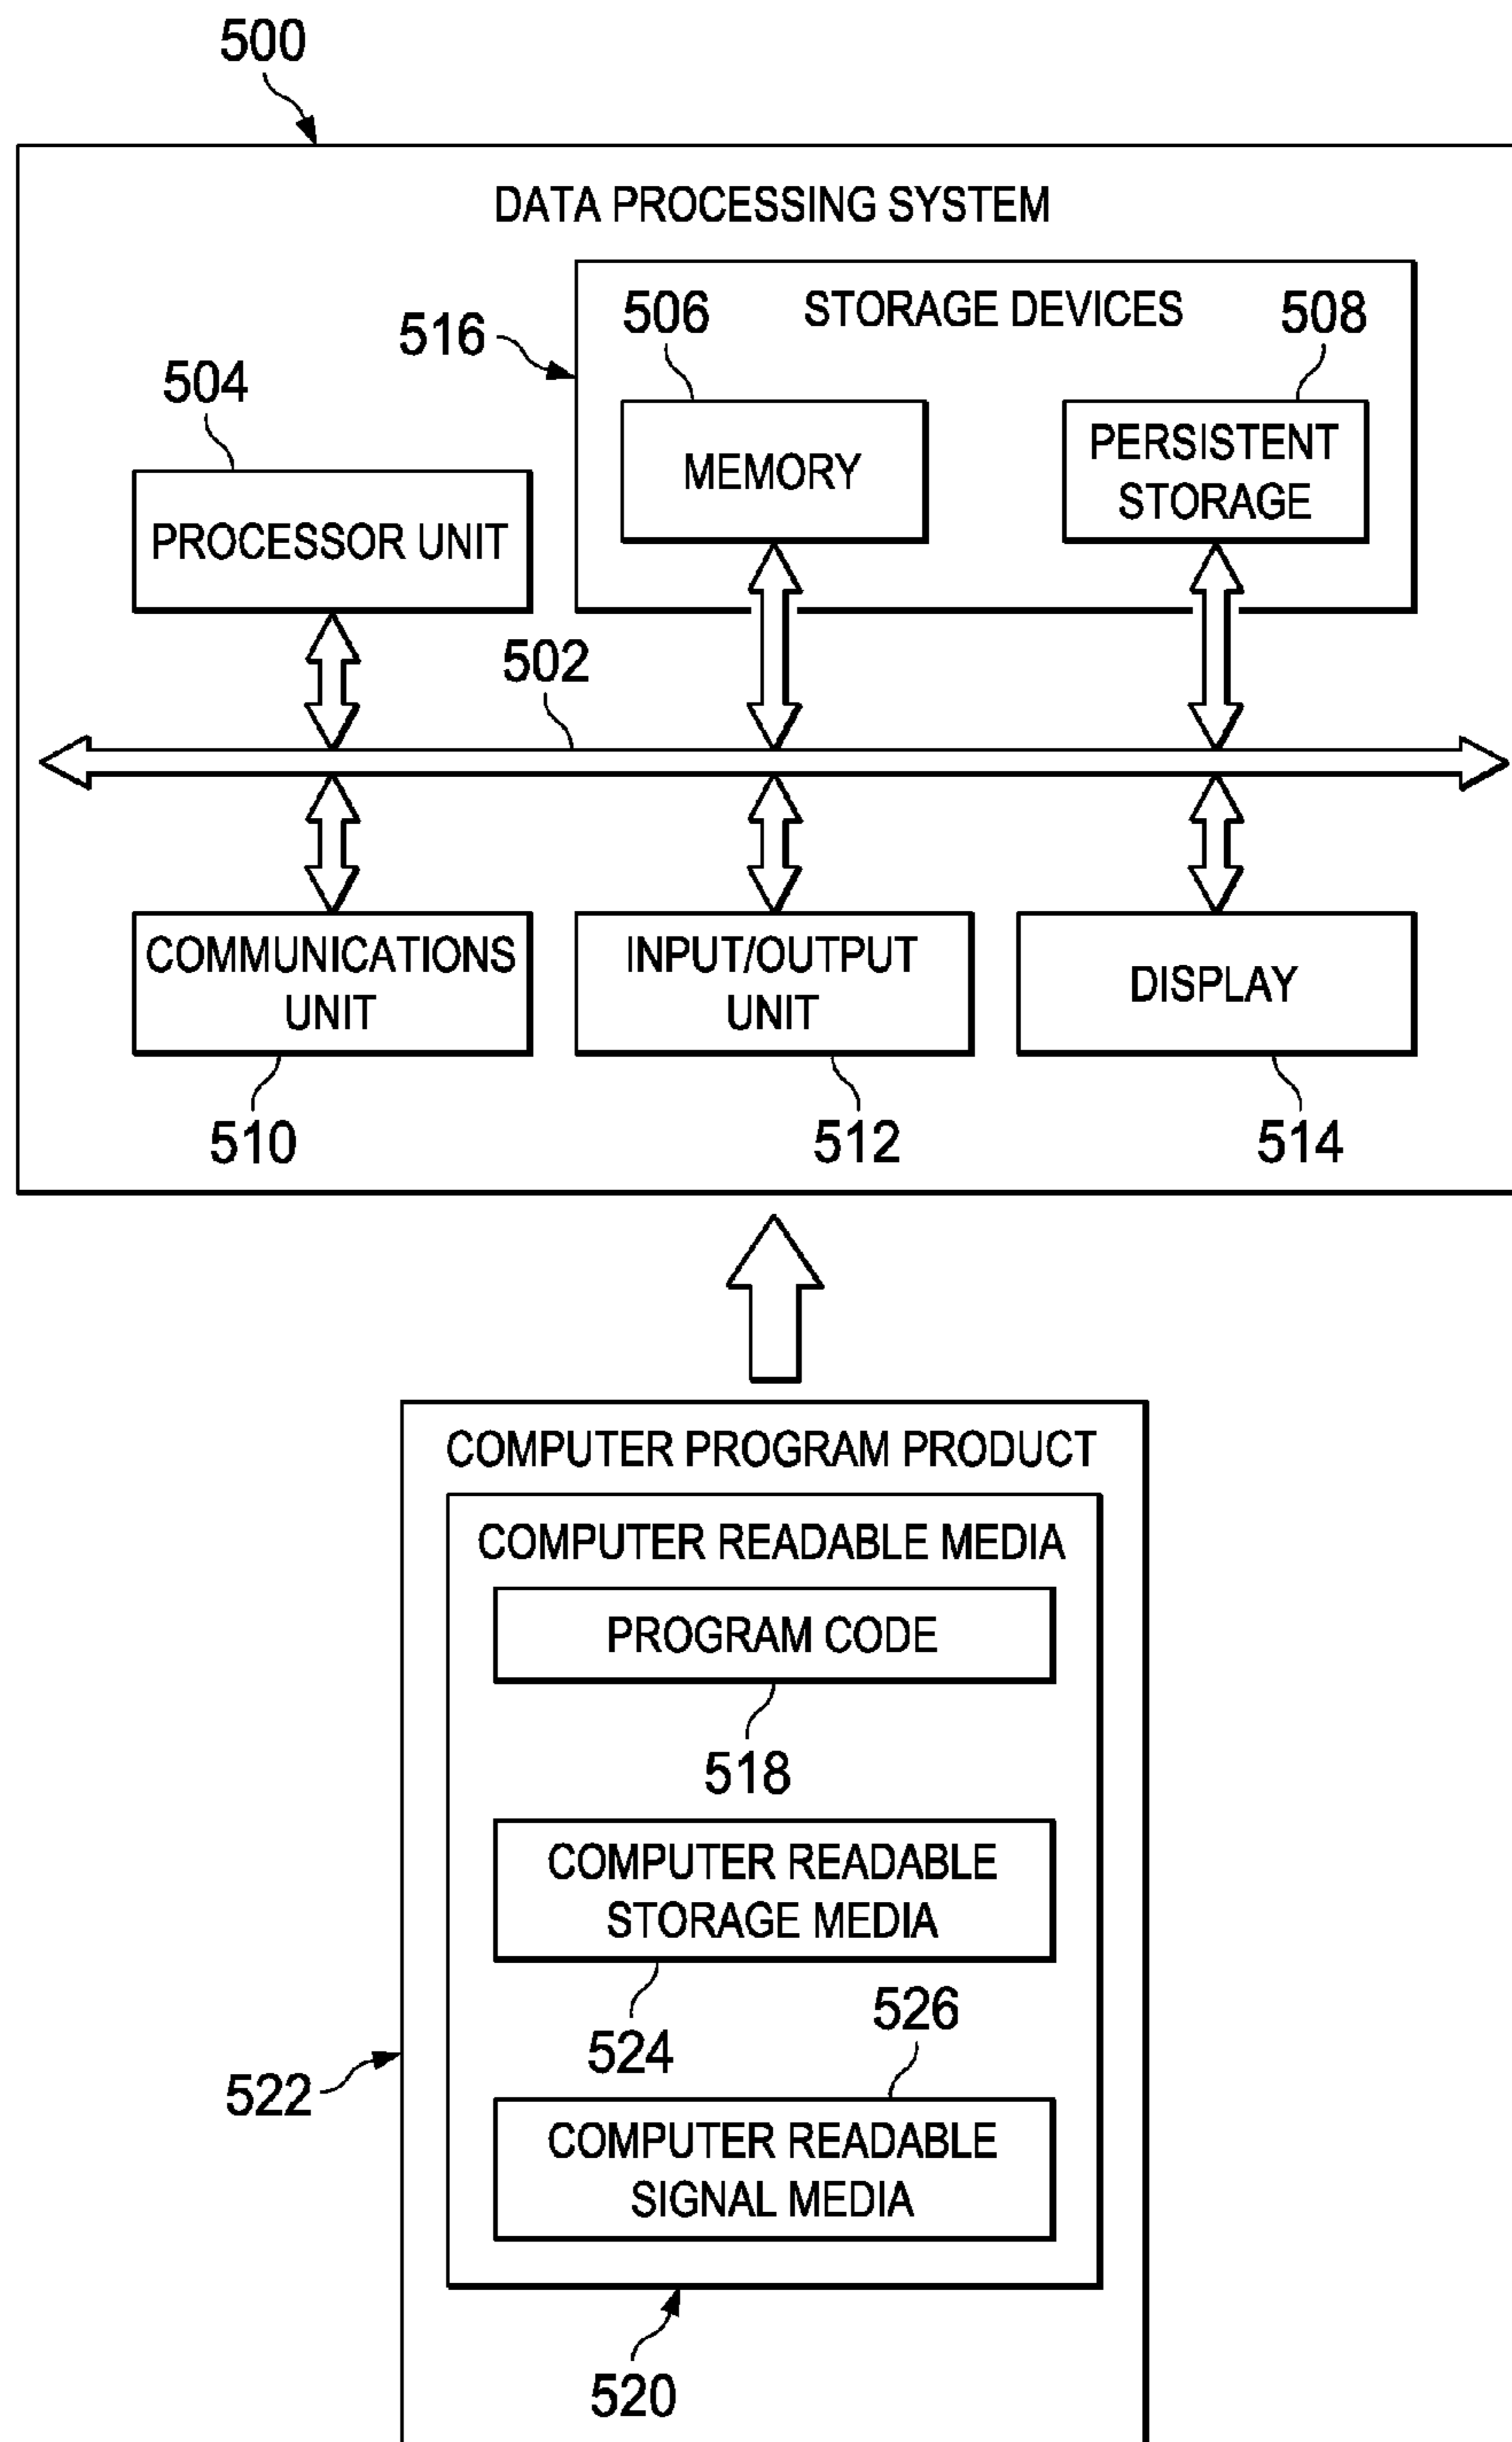 500
DATA PROCESSING SYSTEM
516
506
STORAGE DEVICES
508
504
MEMORY
PERSISTENT
STORAGE
PROCESSOR UNIT
502
COMMUNICATIONS
UNIT
INPUT/OUTPUT
UNIT
DISPLAY
510
512
514
COMPUTER PROGRAM PRODUCT
COMPUTER READABLE MEDIA
PROGRAM CODE
518
COMPUTER READABLE
STORAGE MEDIA
524
526
522
COMPUTER READABLE
SIGNAL MEDIA
520